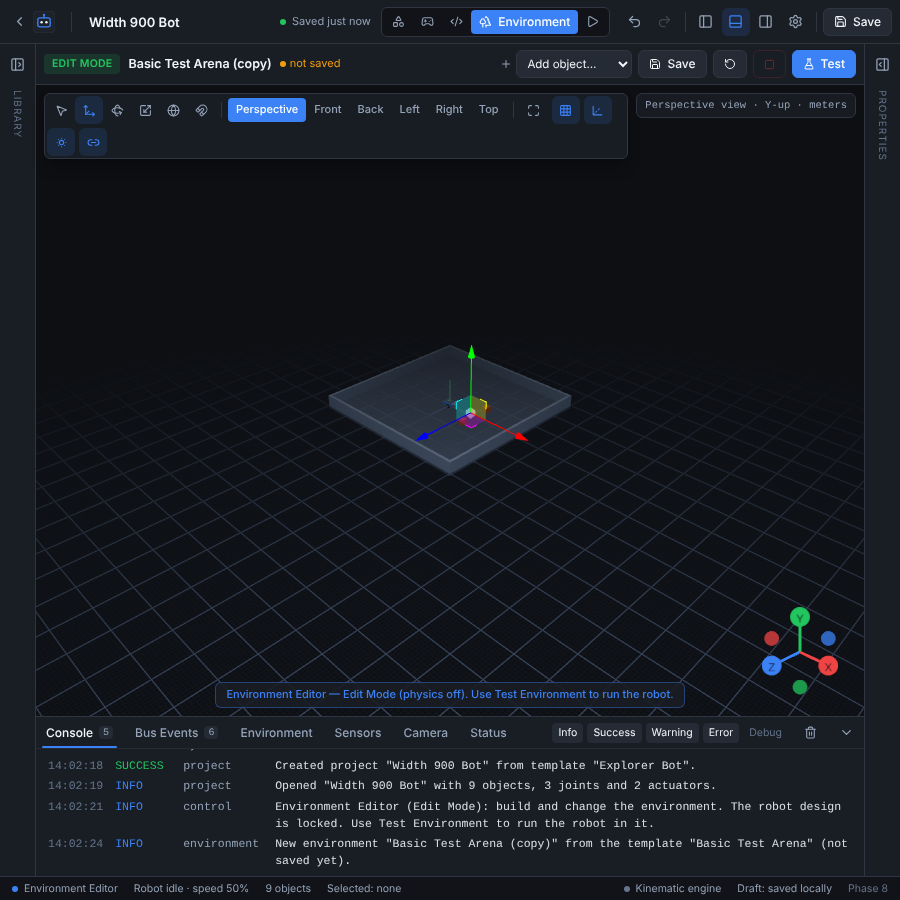 Width 900 Bot
Saved just now
Environment
Save
EDIT MODE
Basic Test Arena (copy)
not saved
Add object...
Save
Test
LIBRARY
Perspective
Front
Back
Left
Right
Top
Perspective view · Y-up · meters
PROPERTIES
Y
Z
X
Environment Editor — Edit Mode (physics off). Use Test Environment to run the robot.
Console 5
Bus Events 6
Environment
Sensors
Camera
Status
Info
Success
Warning
Error
Debug
14:02:18 SUCCESS project Created project "Width 900 Bot" from template "Explorer Bot".
14:02:19 INFO project Opened "Width 900 Bot" with 9 objects, 3 joints and 2 actuators.
14:02:21 INFO control Environment Editor (Edit Mode): build and change the environment. The robot design
is locked. Use Test Environment to run the robot in it.
14:02:24 INFO environment New environment "Basic Test Arena (copy)" from the template "Basic Test Arena" (not
saved yet).
Environment Editor
Robot idle · speed 50%
9 objects
Selected: none
Kinematic engine
Draft: saved locally
Phase 8